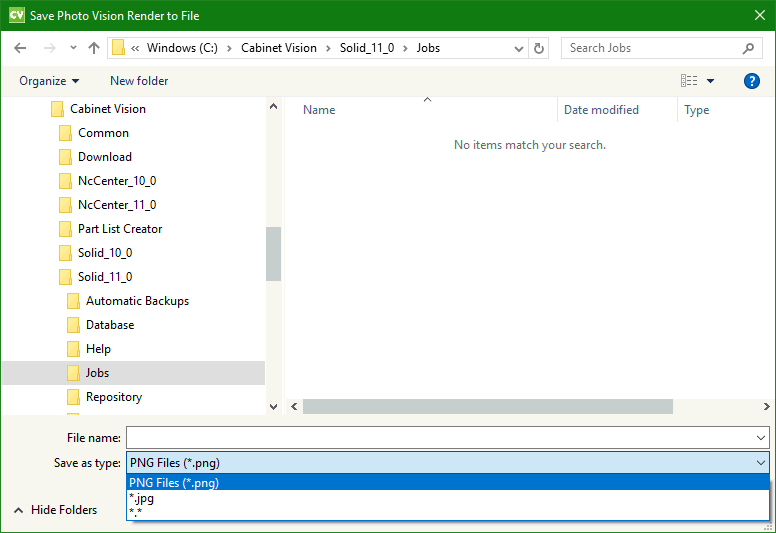 CV Save Photo Vision Render to File
« Windows (C:) > Cabinet Vision > Solid_11_0 > Jobs
Search Jobs
Organize
New folder
?
Cabinet Vision
Common
Download
NcCenter_10_0
NcCenter_11_0
Part List Creator
Solid_10_0
Solid_11_0
Automatic Backups
Database
Help
Jobs
Repository
Name
Date modified
Type
No items match your search.
File name:
Save as type: PNG Files (*.png)
PNG Files (*.png)
*.jpg
*.*
Hide Folders